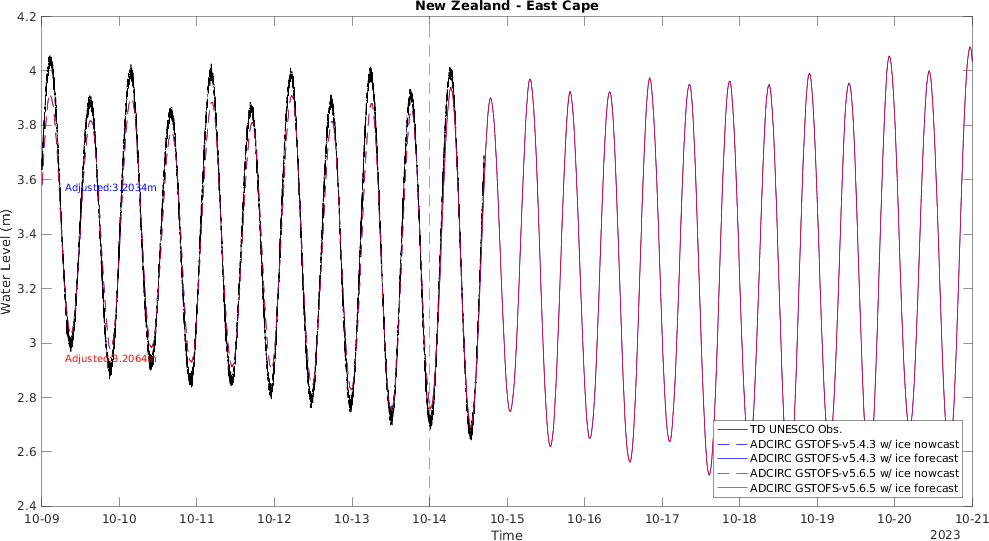 New Zealand - East Cape
4.2
4
3.8
3.6
3.4
3.2
3
2.8
2.6
2.4
Water Level (m)
Adjusted:3.2034m
Adjusted:3.2064m
TD UNESCO Obs.
ADCIRC GSTOFS-v5.4.3 w/ ice nowcast
ADCIRC GSTOFS-v5.4.3 w/ ice forecast
ADCIRC GSTOFS-v5.6.5 w/ ice nowcast
ADCIRC GSTOFS-v5.6.5 w/ ice forecast
10-09 10-10 10-11 10-12 10-13 10-14 10-15 10-16 10-17 10-18 10-19 10-20 10-21
Time
2023